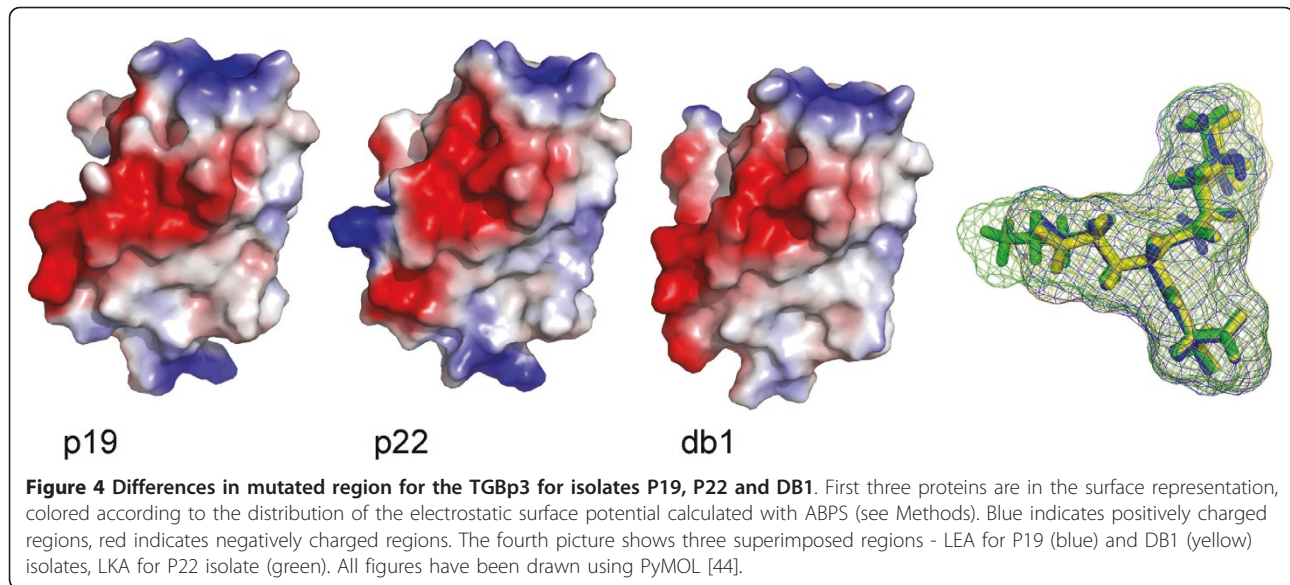 p19
p22
db1
Figure 4 Differences in mutated region for the TGBp3 for isolates P19, P22 and DB1. First three proteins are in the surface representation,
colored according to the distribution of the electrostatic surface potential calculated with ABPS (see Methods). Blue indicates positively charged
regions, red indicates negatively charged regions. The fourth picture shows three superimposed regions - LEA for P19 (blue) and DB1 (yellow)
isolates, LKA for P22 isolate (green). All figures have been drawn using PyMOL [44].